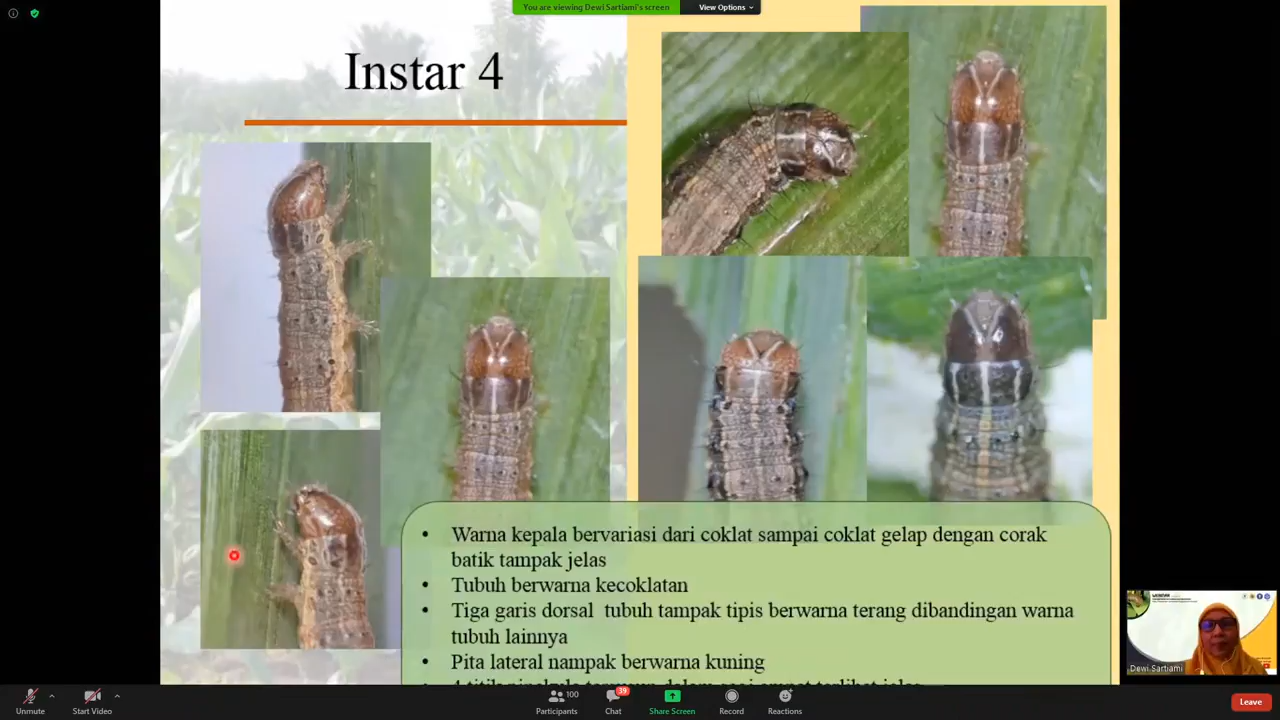 You are viewing Dewi Sartiami's screen
View Options
Instar 4
• Warna kepala bervariasi dari coklat sampai coklat gelap dengan corak
batik tampak jelas
• Tubuh berwarna kecoklatan
• Tiga garis dorsal tubuh tampak tipis berwarna terang dibandingan warna
tubuh lainnya
• Pita lateral nampak berwarna kuning
WEBINAR
Dewi Sartiami
Unmute
Start Video
100
Participants
39
Chat
Share Screen
Record
Reactions
Leave